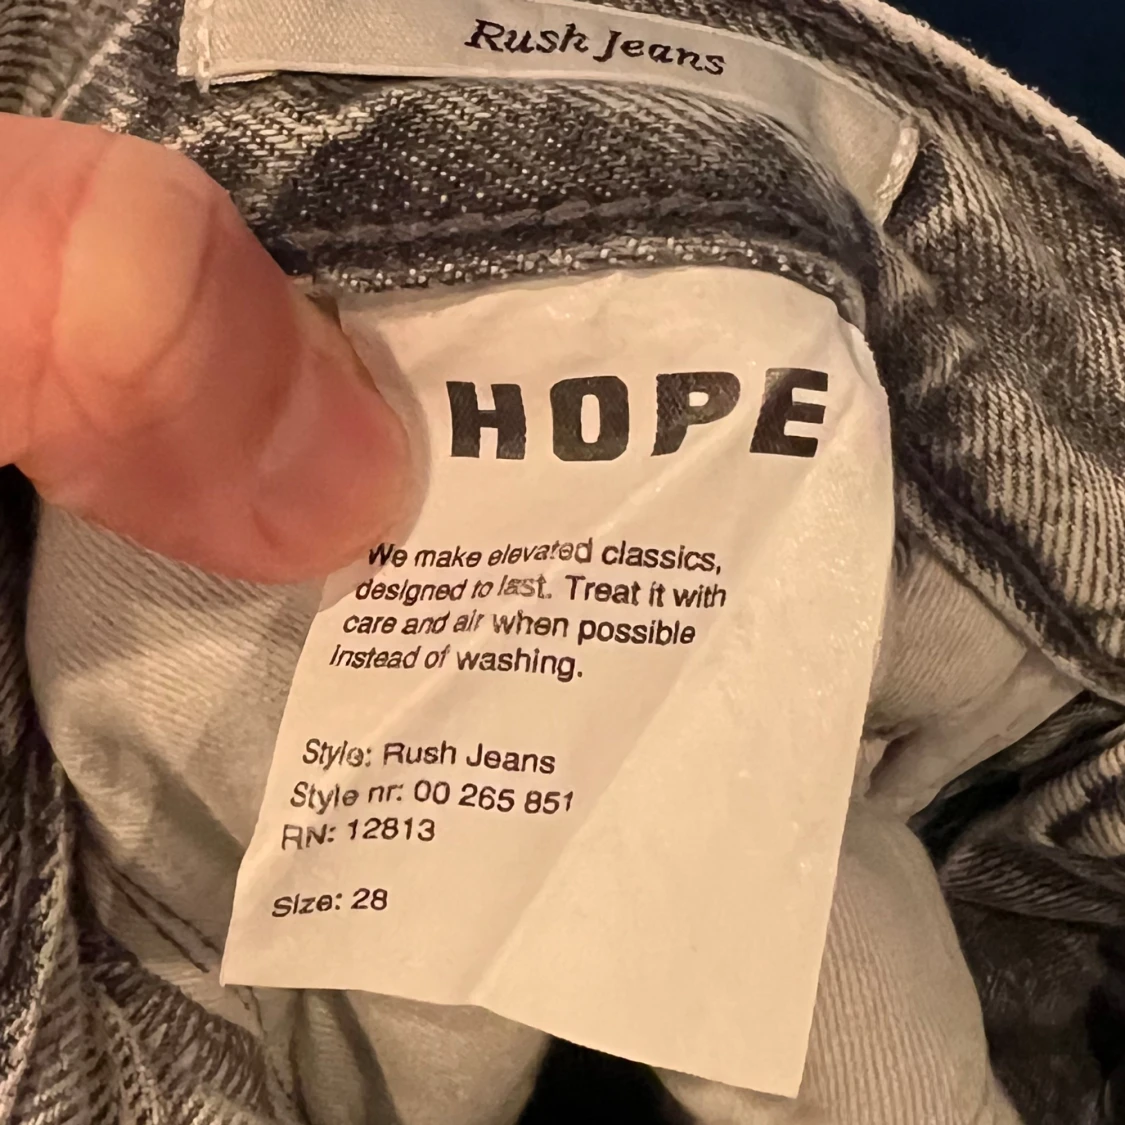 Rush Jeans
HOPE
We make elevated classics,
designed to last. Treat it with
care and air when possible
instead of washing.
Style: Rush Jeans
Style nr: 00 265 851
RN: 12813
Size: 28